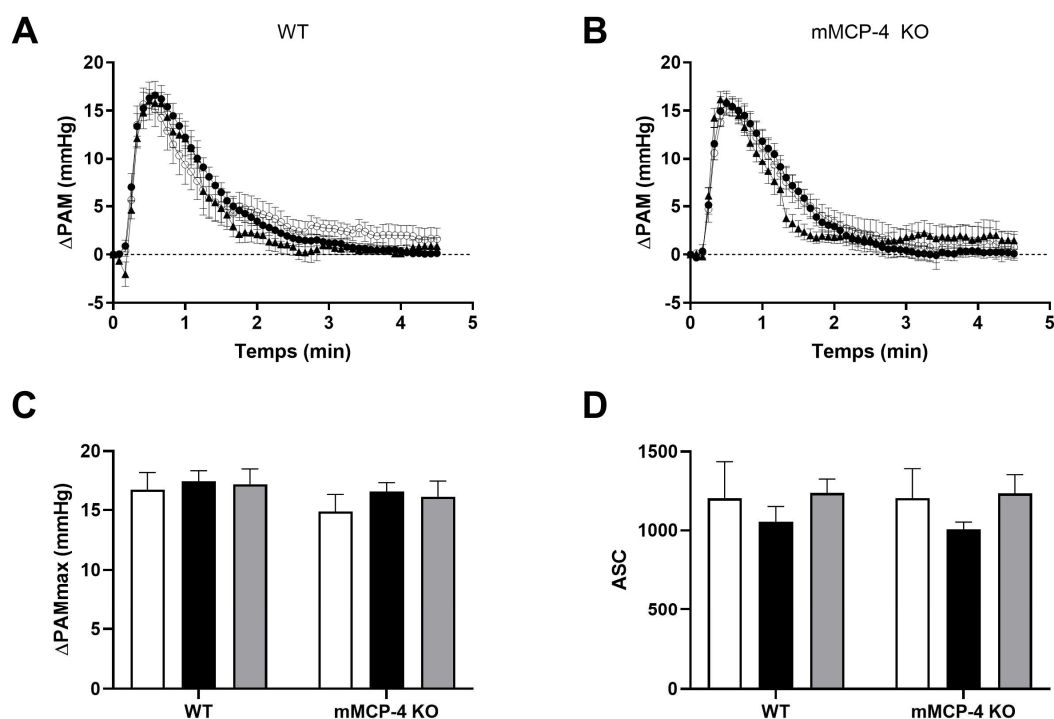 A
WT
ΔPAM (mmHg)
20
15
10
5
0
-5
0 1 2 3 4 5
Temps (min)
B
mMCP-4 KO
ΔPAM (mmHg)
20
15
10
5
0
-5
0 1 2 3 4 5
Temps (min)
C
ΔPAMmax (mmHg)
20
15
10
5
0
WT mMCP-4 KO
D
ASC
1500
1000
500
0
WT mMCP-4 KO